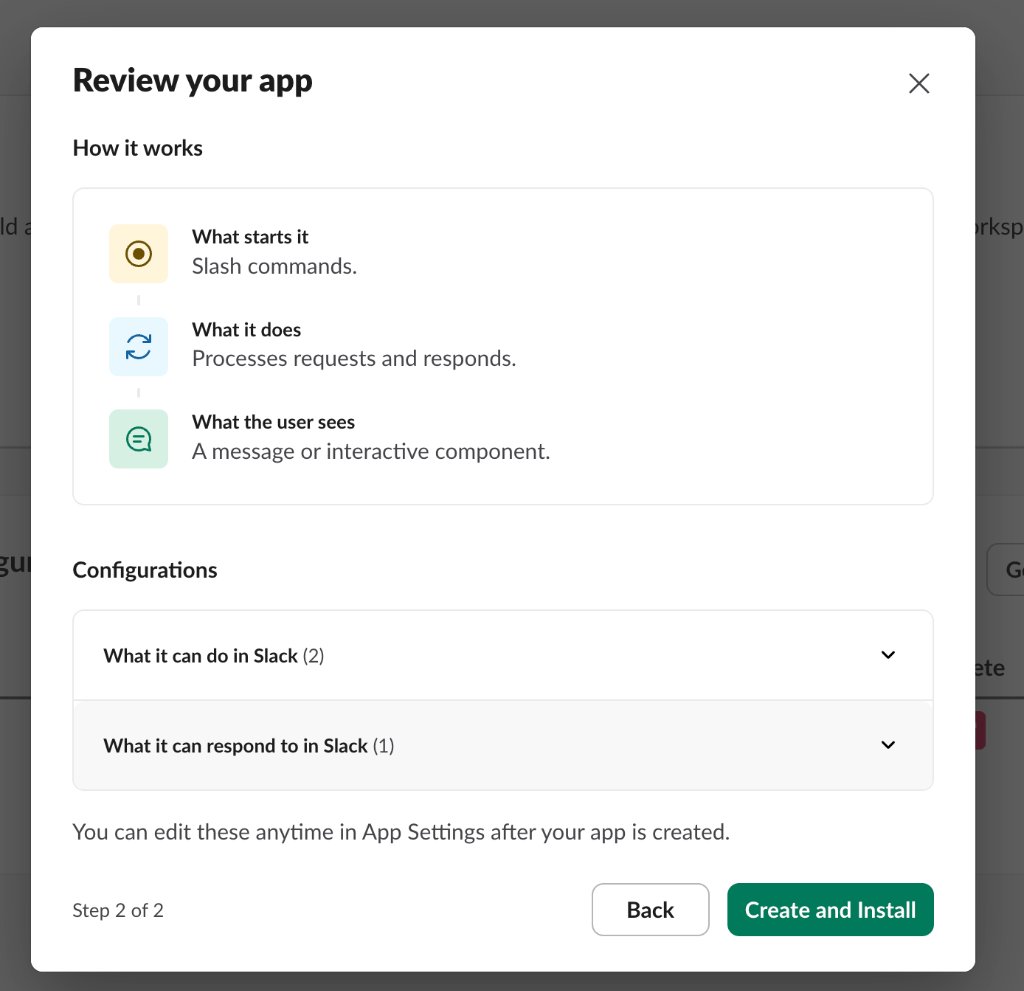 Review your app
How it works
What starts it
Slash commands.
What it does
Processes requests and responds.
What the user sees
A message or interactive component.
Configurations
What it can do in Slack (2)
What it can respond to in Slack (1)
You can edit these anytime in App Settings after your app is created.
Step 2 of 2
Back
Create and Install